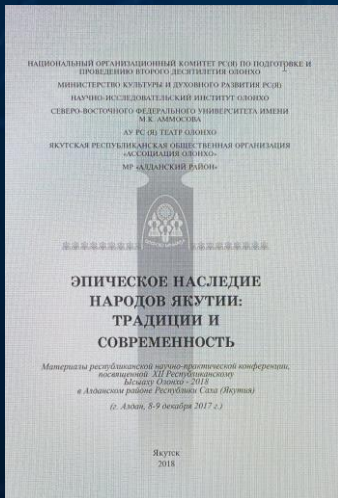 НАЦИОНАЛЬНЫЙ ОРГАНИЗАЦИОННЫЙ КОМИТЕТ РС(Я) ПО ПОДГОТОВКЕ И
ПРОВЕДЕНИЮ ВТОРОГО ДЕСЯТИЛЕТИЯ ОЛОНХО
МИНИСТЕРСТВО КУЛЬТУРЫ И ДУХОВНОГО РАЗВИТИЯ РС(Я)
НАУЧНО-ИССЛЕДОВАТЕЛЬСКИЙ ИНСТИТУТ ОЛОНХО
СЕВЕРО-ВОСТОЧНОГО ФЕДЕРАЛЬНОГО УНИВЕРСИТЕТА ИМЕНИ
М.К. АММОСОВА
АУ РС (Я) ТЕАТР ОЛОНХО
ЯКУТСКАЯ РЕСПУБЛИКАНСКАЯ ОБЩЕСТВЕННАЯ ОРГАНИЗАЦИЯ
«АССОЦИАЦИЯ ОЛОНХО»
МР «АЛДАНСКИЙ РАЙОН»
ЭПИЧЕСКОЕ НАСЛЕДИЕ
НАРОДОВ ЯКУТИИ:
ТРАДИЦИИ И
СОВРЕМЕННОСТЬ
Материалы республиканской научно-практической конференции,
посвященной XII Республиканскому
Ысыаху Олонхо - 2018
в Алданском районе Республики Саха (Якутия)
(г. Алдан, 8-9 декабря 2017 г.)
Якутск
2018